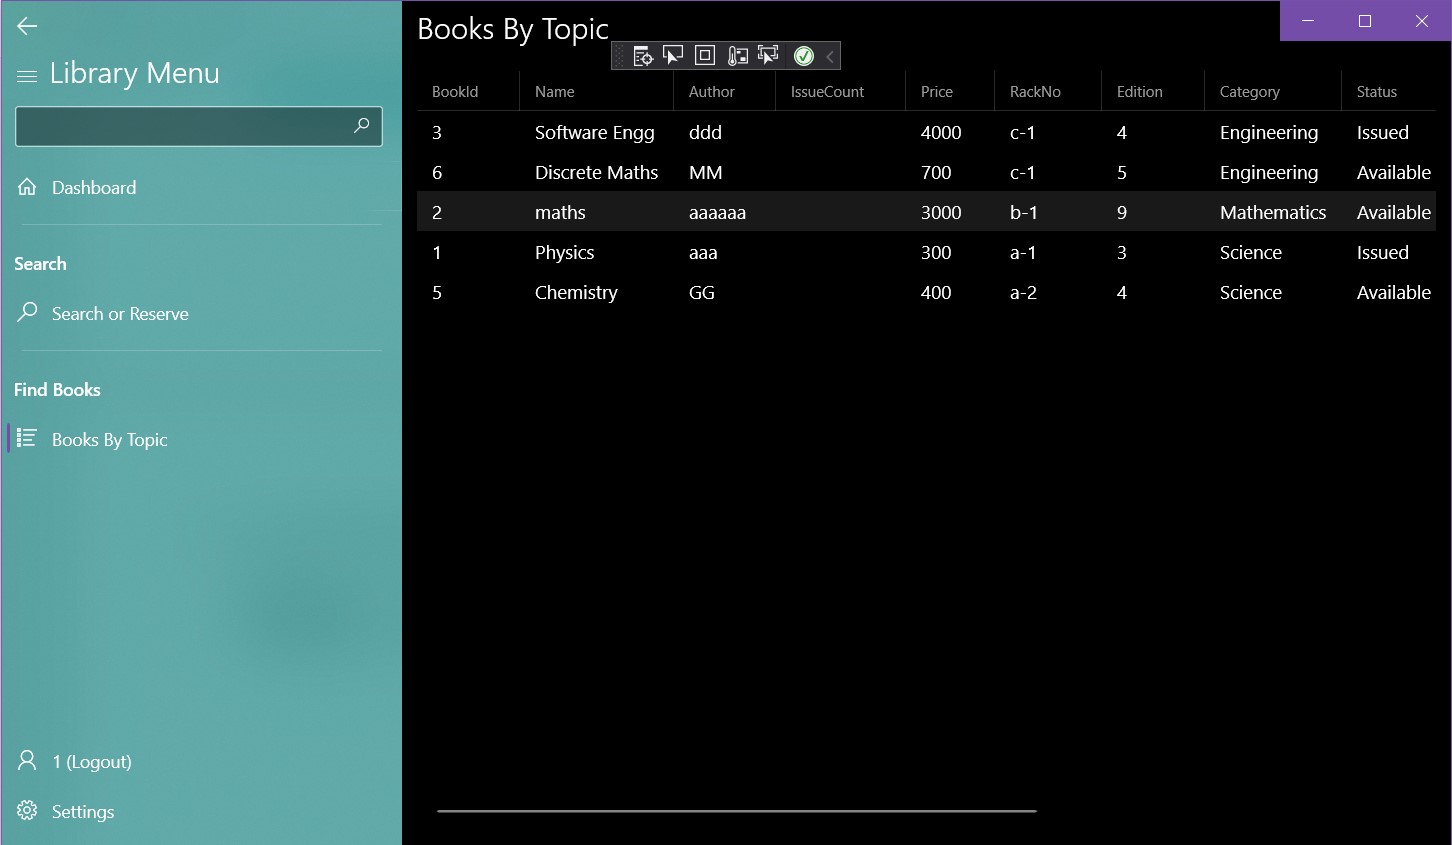 Library Menu
Dashboard
Search
Search or Reserve
Find Books
Books By Topic
1 (Logout)
Settings
Books By Topic
BookId Name Author IssueCount Price RackNo Edition Category Status
3 Software Engg ddd 4000 c-1 4 Engineering Issued
6 Discrete Maths MM 700 c-1 5 Engineering Available
2 maths aaaaaa 3000 b-1 9 Mathematics Available
1 Physics aaa 300 a-1 3 Science Issued
5 Chemistry GG 400 a-2 4 Science Available